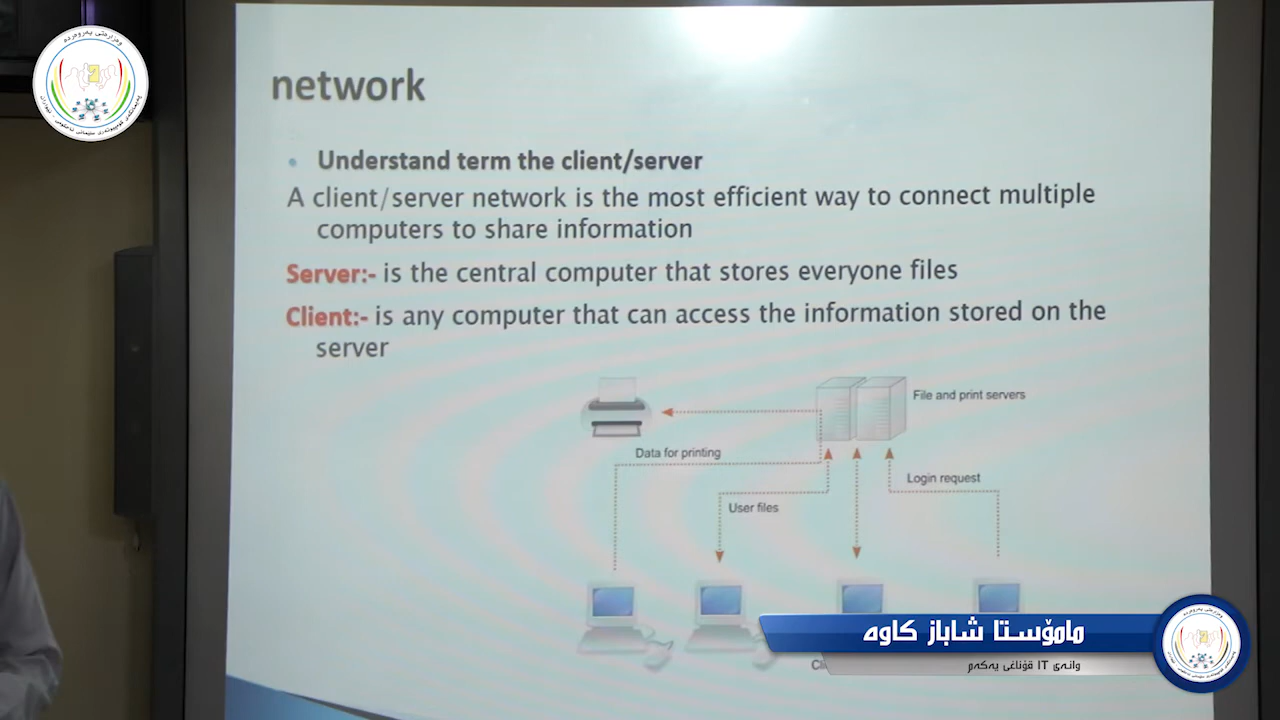 network
• Understand term the client/server
A client/server network is the most efficient way to connect multiple
computers to share information
Server:- is the central computer that stores everyone files
Client:- is any computer that can access the information stored on the
server
File and print servers
Data for printing
Login request
User files
مامۆستا شاباز کاوە
وانەی IT قۆناغی یەکەم